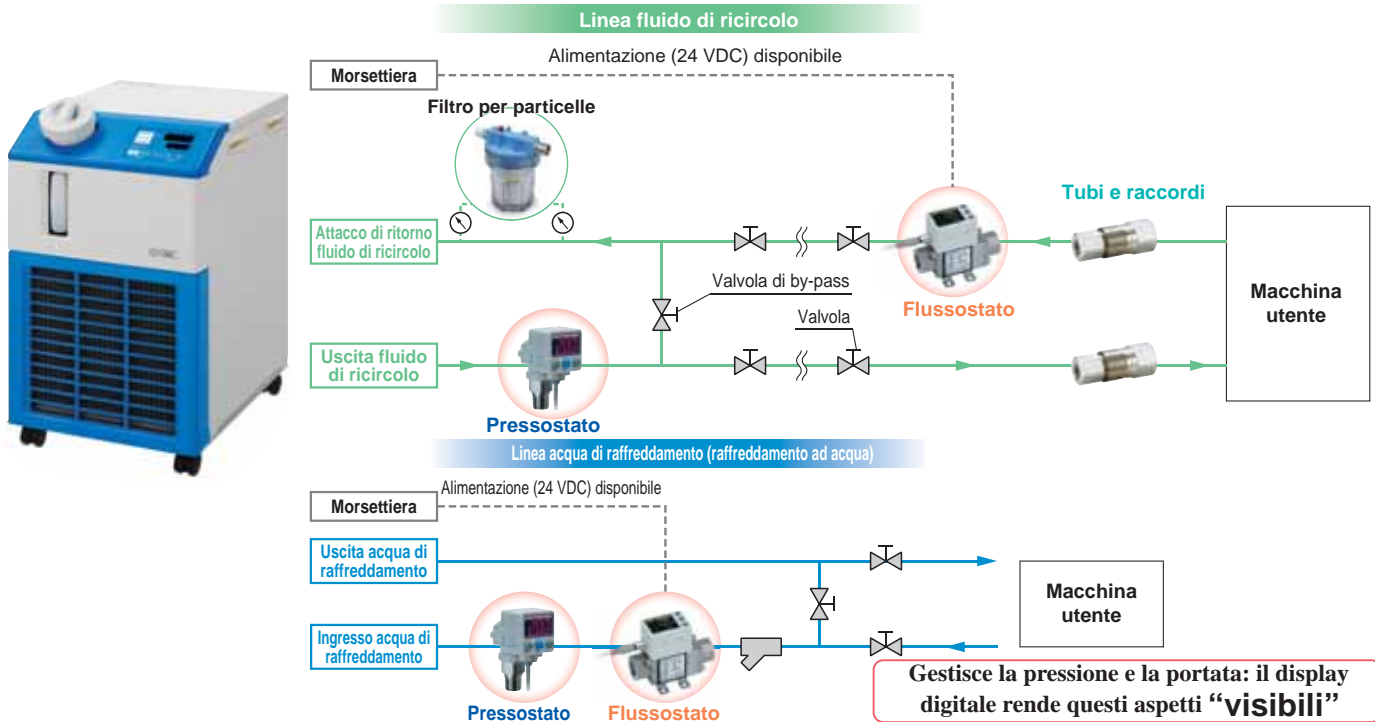 Linea fluido di ricircolo
Alimentazione (24 VDC) disponibile
Morsettiera
Filtro per particelle
Tubi e raccordi
Attacco di ritorno
fluido di ricircolo
Valvola di by-pass
Flussostato
Macchina
utente
Valvola
Uscita fluido
di ricircolo
Pressostato
Linea acqua di raffreddamento (raffreddamento ad acqua)
Alimentazione (24 VDC) disponibile
Morsettiera
Uscita acqua di
raffreddamento
Macchina
utente
Ingresso acqua di
raffreddamento
Pressostato
Flussostato
Gestisce la pressione e la portata: il display
digitale rende questi aspetti “visibili”